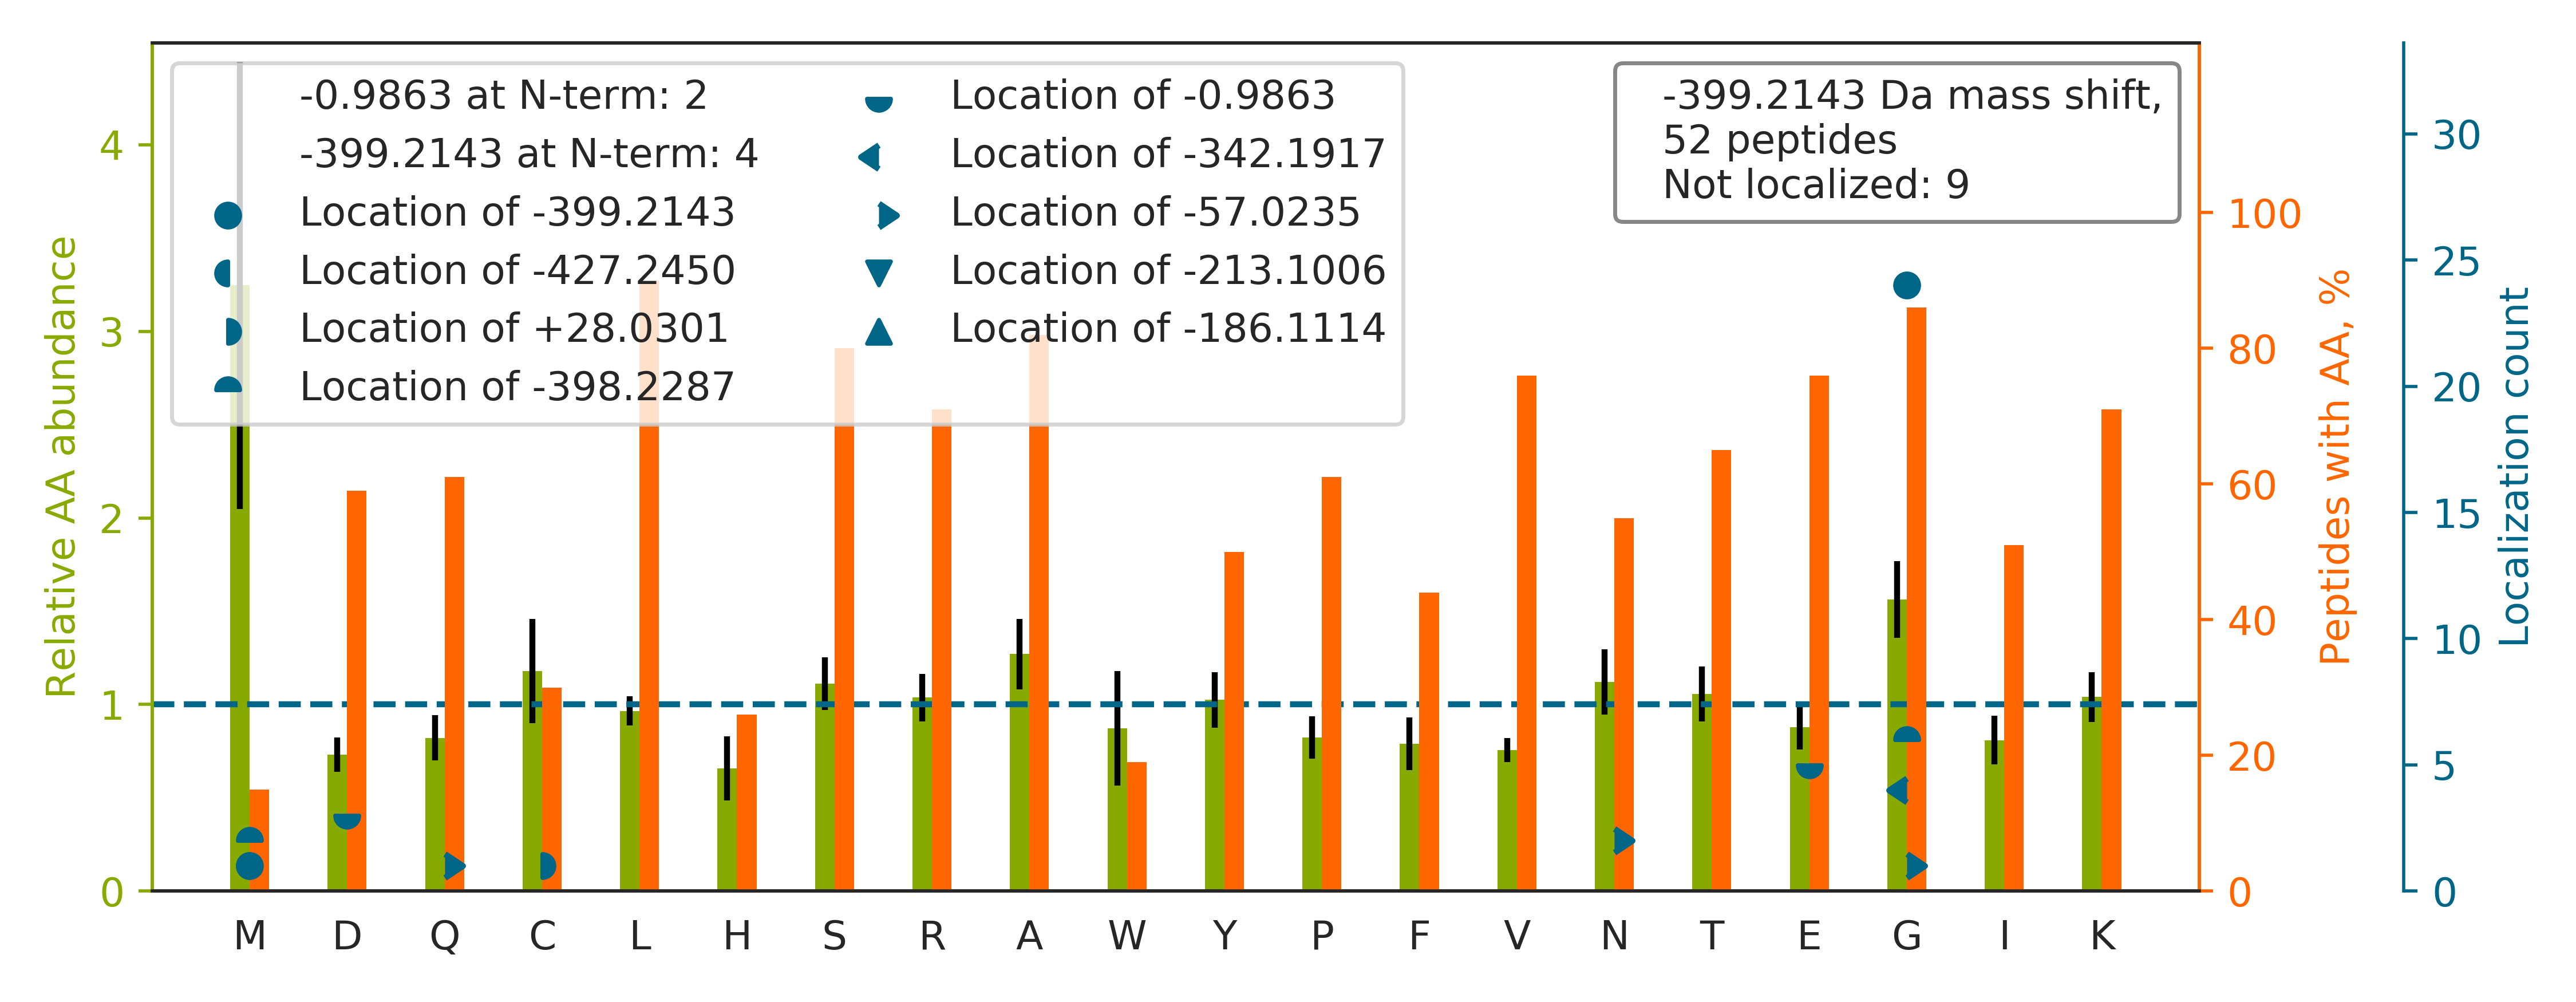 -0.9863 at N-term: 2
-399.2143 at N-term: 4
Location of -399.2143
Location of -427.2450
Location of +28.0301
Location of -398.2287
Location of -0.9863
Location of -342.1917
Location of -57.0235
Location of -213.1006
Location of -186.1114
-399.2143 Da mass shift,
52 peptides
Not localized: 9
Relative AA abundance
4
3
2
1
0
M D Q C L H S R A W Y P F V N T E G I K
100
80
60
40
20
0
Peptides with AA, %
30
25
20
15
10
5
0
Localization count